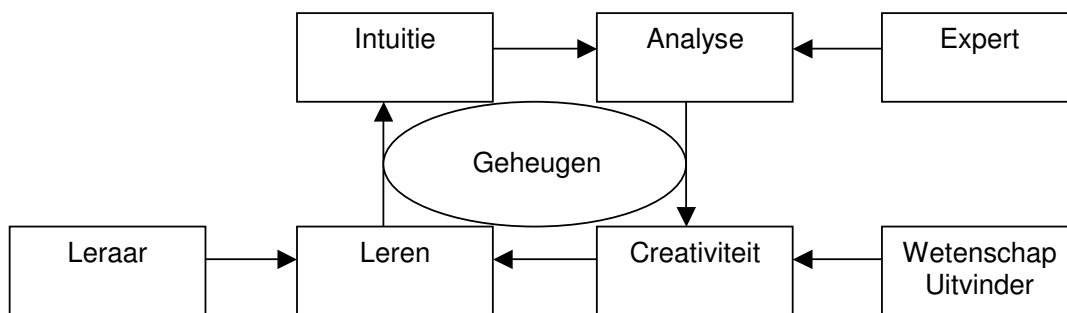 Intuitie
Analyse
Expert
Geheugen
Leraar
Leren
Creativiteit
Wetenschap
Uitvinder